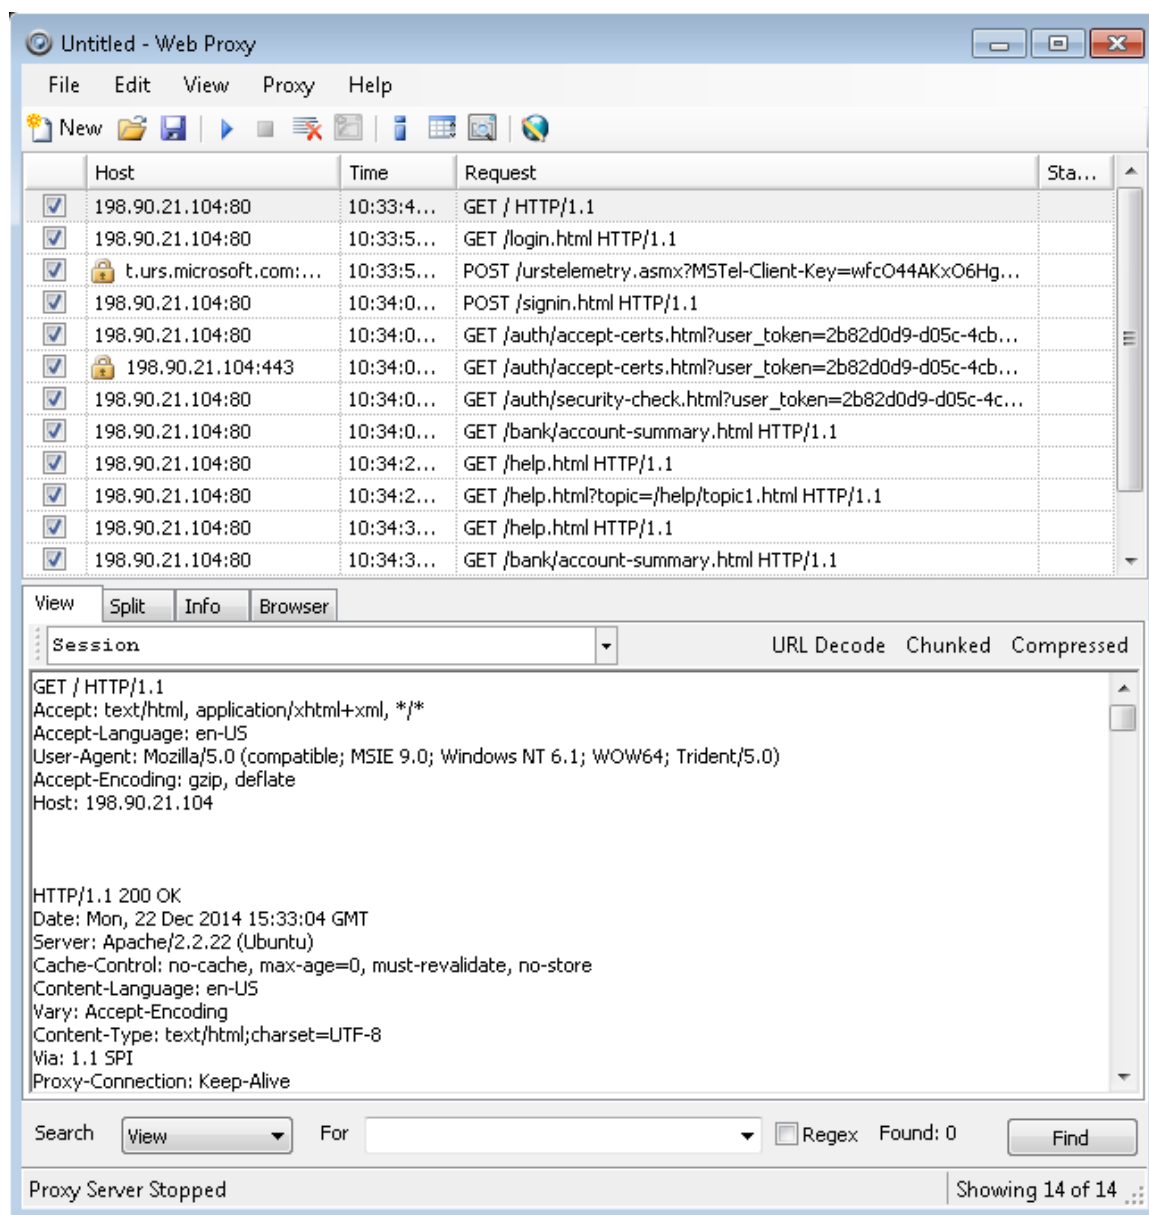 Untitled - Web Proxy
File Edit View Proxy Help
New
Host Time Request Sta...
198.90.21.104:80 10:33:4... GET / HTTP/1.1
198.90.21.104:80 10:33:5... GET /login.html HTTP/1.1
t.urs.microsoft.com:... 10:33:5... POST /urstelemetry.asmx?MSTel-Client-Key=wfcO44AKxO6Hg...
198.90.21.104:80 10:34:0... POST /signin.html HTTP/1.1
198.90.21.104:80 10:34:0... GET /auth/accept-certs.html?user_token=2b82d0d9-d05c-4cb...
198.90.21.104:443 10:34:0... GET /auth/accept-certs.html?user_token=2b82d0d9-d05c-4cb...
198.90.21.104:80 10:34:0... GET /auth/security-check.html?user_token=2b82d0d9-d05c-4c...
198.90.21.104:80 10:34:0... GET /bank/account-summary.html HTTP/1.1
198.90.21.104:80 10:34:2... GET /help.html HTTP/1.1
198.90.21.104:80 10:34:2... GET /help.html?topic=/help/topic1.html HTTP/1.1
198.90.21.104:80 10:34:3... GET /help.html HTTP/1.1
198.90.21.104:80 10:34:3... GET /bank/account-summary.html HTTP/1.1
View Split Info Browser
Session URL Decode Chunked Compressed
GET / HTTP/1.1
Accept: text/html, application/xhtml+xml, */*
Accept-Language: en-US
User-Agent: Mozilla/5.0 (compatible; MSIE 9.0; Windows NT 6.1; WOW64; Trident/5.0)
Accept-Encoding: gzip, deflate
Host: 198.90.21.104
HTTP/1.1 200 OK
Date: Mon, 22 Dec 2014 15:33:04 GMT
Server: Apache/2.2.22 (Ubuntu)
Cache-Control: no-cache, max-age=0, must-revalidate, no-store
Content-Language: en-US
Vary: Accept-Encoding
Content-Type: text/html;charset=UTF-8
Via: 1.1 SPI
Proxy-Connection: Keep-Alive
Search View For Regex Found: 0 Find
Proxy Server Stopped Showing 14 of 14